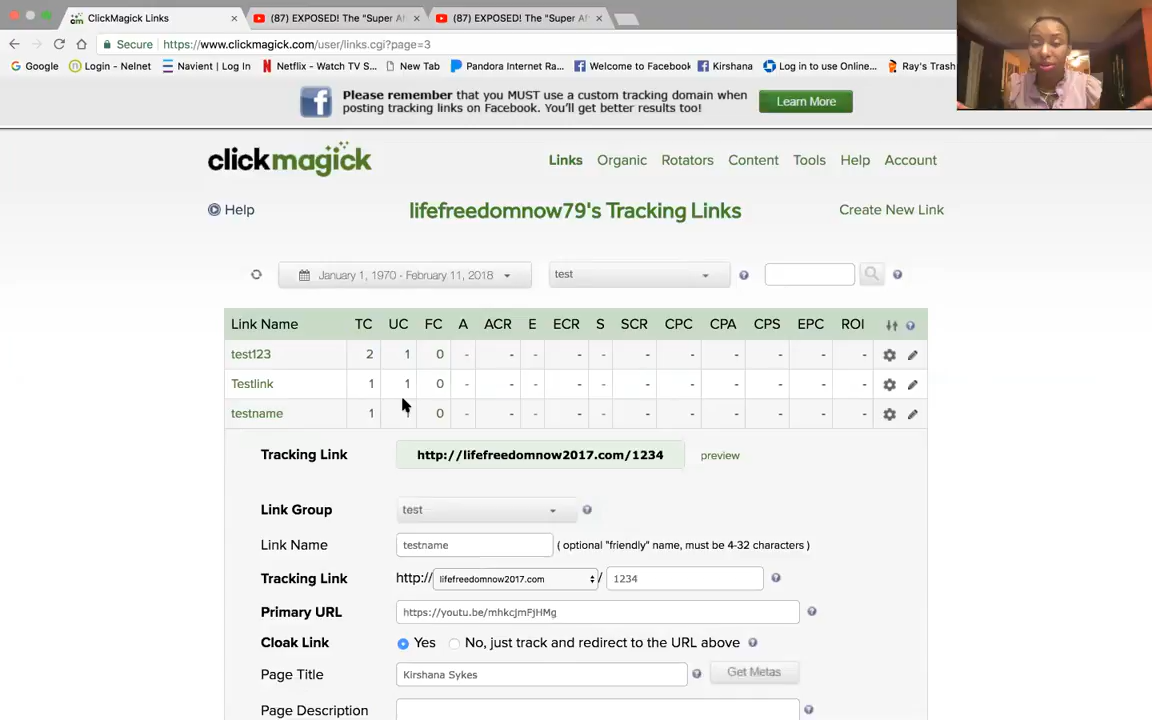 ClickMagick Links
(87) EXPOSED! The "Super A
(87) EXPOSED! The "Super A
Secure
https://www.clickmagick.com/user/links.cgi?page=3
Google
Login - Nelnet
Navient | Log In
Netflix - Watch TV S...
New Tab
Pandora Internet Ra...
Welcome to Facebook
Kirshana
Log in to use Online...
Ray's Trash
Please remember that you MUST use a custom tracking domain when
posting tracking links on Facebook. You'll get better results too!
Learn More
clickmagick
Links Organic Rotators Content Tools Help Account
Help
lifefreedomnow79's Tracking Links
Create New Link
January 1, 1970 - February 11, 2018
test
Link Name TC UC FC A ACR E ECR S SCR CPC CPA CPS EPC ROI
test123 2 1 0 - - - - - - - - - - -
Testlink 1 1 0 - - - - - - - - - - -
testname 1 1 0 - - - - - - - - - - -
Tracking Link http://lifefreedomnow2017.com/1234 preview
Link Group test
Link Name testname ( optional "friendly" name, must be 4-32 characters )
Tracking Link http:// lifefreedomnow2017.com / 1234
Primary URL https://youtu.be/mhkcjmFjHMg
Cloak Link Yes No, just track and redirect to the URL above
Page Title Kirshana Sykes Get Metas
Page Description